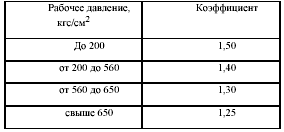 Рабочее давление, Коэффициент
кгс/см²
До 200 1,50
от 200 до 560 1,40
от 560 до 650 1,30
свыше 650 1,25